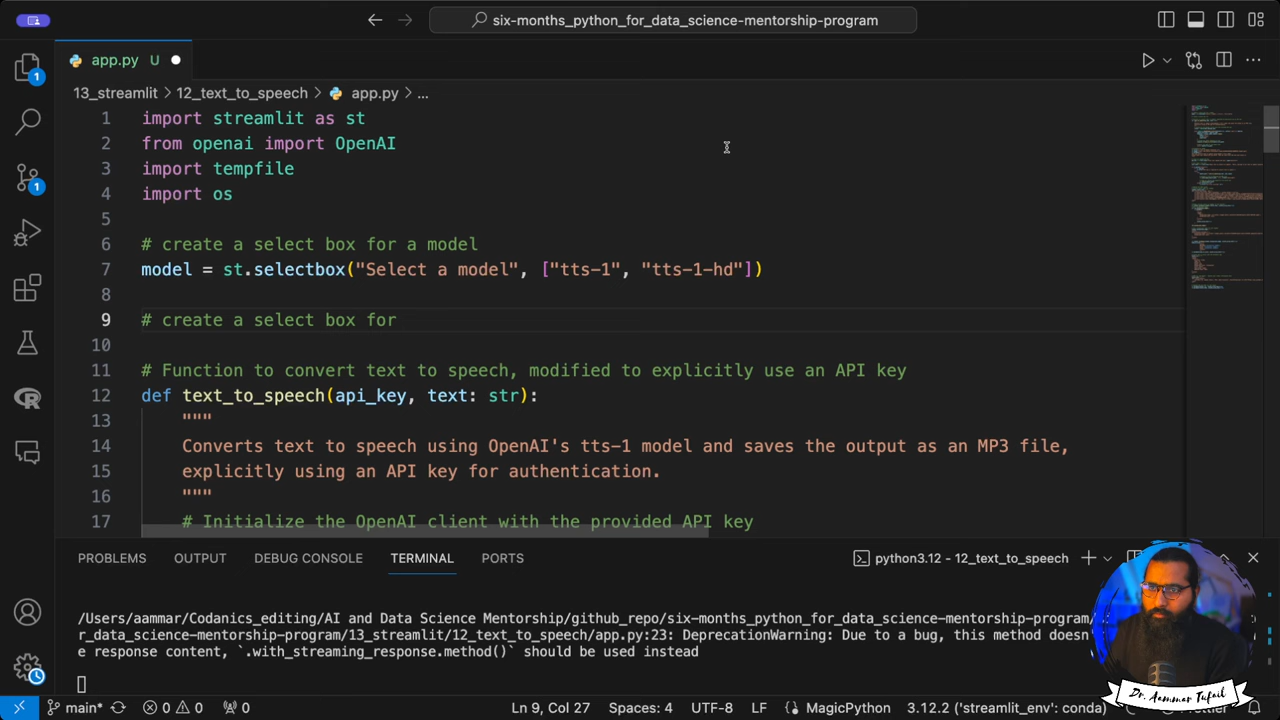 six-months_python_for_data_science-mentorship-program
app.py U
13_streamlit > 12_text_to_speech > app.py > ...
1 import streamlit as st
2 from openai import OpenAI
3 import tempfile
4 import os
5
6 # create a select box for a model
7 model = st.selectbox("Select a model", ["tts-1", "tts-1-hd"])
8
9 # create a select box for
10
11 # Function to convert text to speech, modified to explicitly use an API key
12 def text_to_speech(api_key, text: str):
13 """
14 Converts text to speech using OpenAI's tts-1 model and saves the output as an MP3 file,
15 explicitly using an API key for authentication.
16 """
17 # Initialize the OpenAI client with the provided API key
1
1
PROBLEMS OUTPUT DEBUG CONSOLE TERMINAL PORTS python3.12 - 12_text_to_speech
/Users/aammar/Codanics_editing/AI and Data Science Mentorship/github_repo/six-months_python_for_data_science-mentorship-program/
r_data_science-mentorship-program/13_streamlit/12_text_to_speech/app.py:23: DeprecationWarning: Due to a bug, this method doesn
e response content, `.with_streaming_response.method()` should be used instead
Dr. Aammar Tufail
main* 0 0 0 Ln 9, Col 27 Spaces: 4 UTF-8 LF MagicPython 3.12.2 ('streamlit_env': conda)